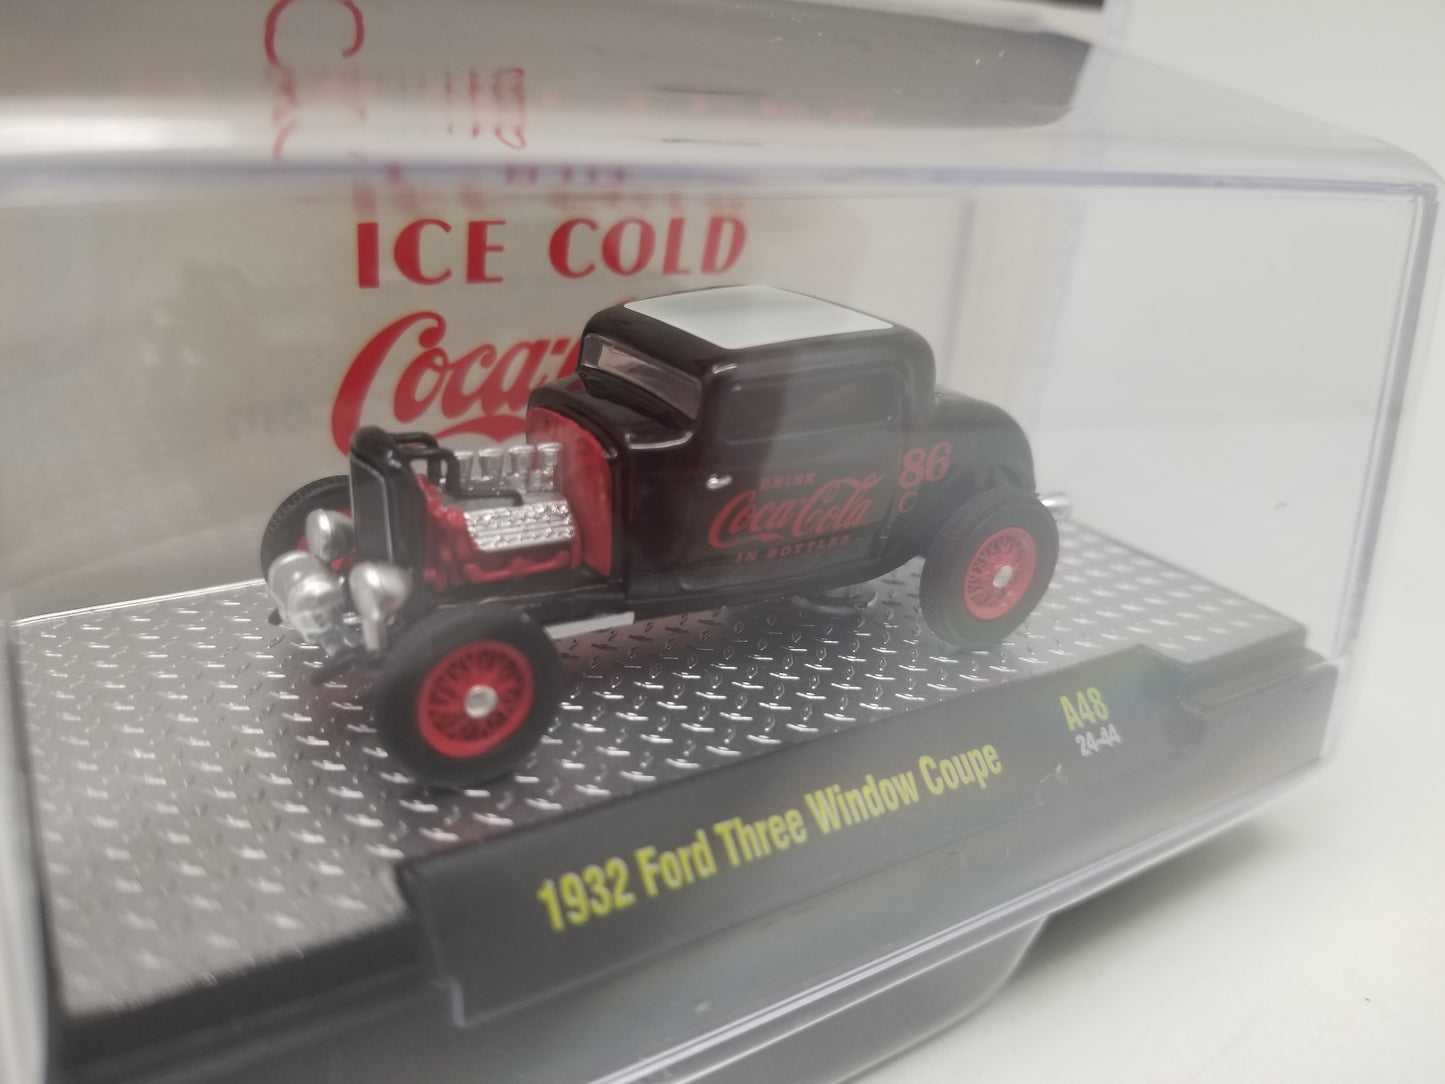 ICE COLD
Coca-
DRINK
Coca-Cola
IN BOTTLES
86
C
1932 Ford Three Window Coupe
A48
24-44